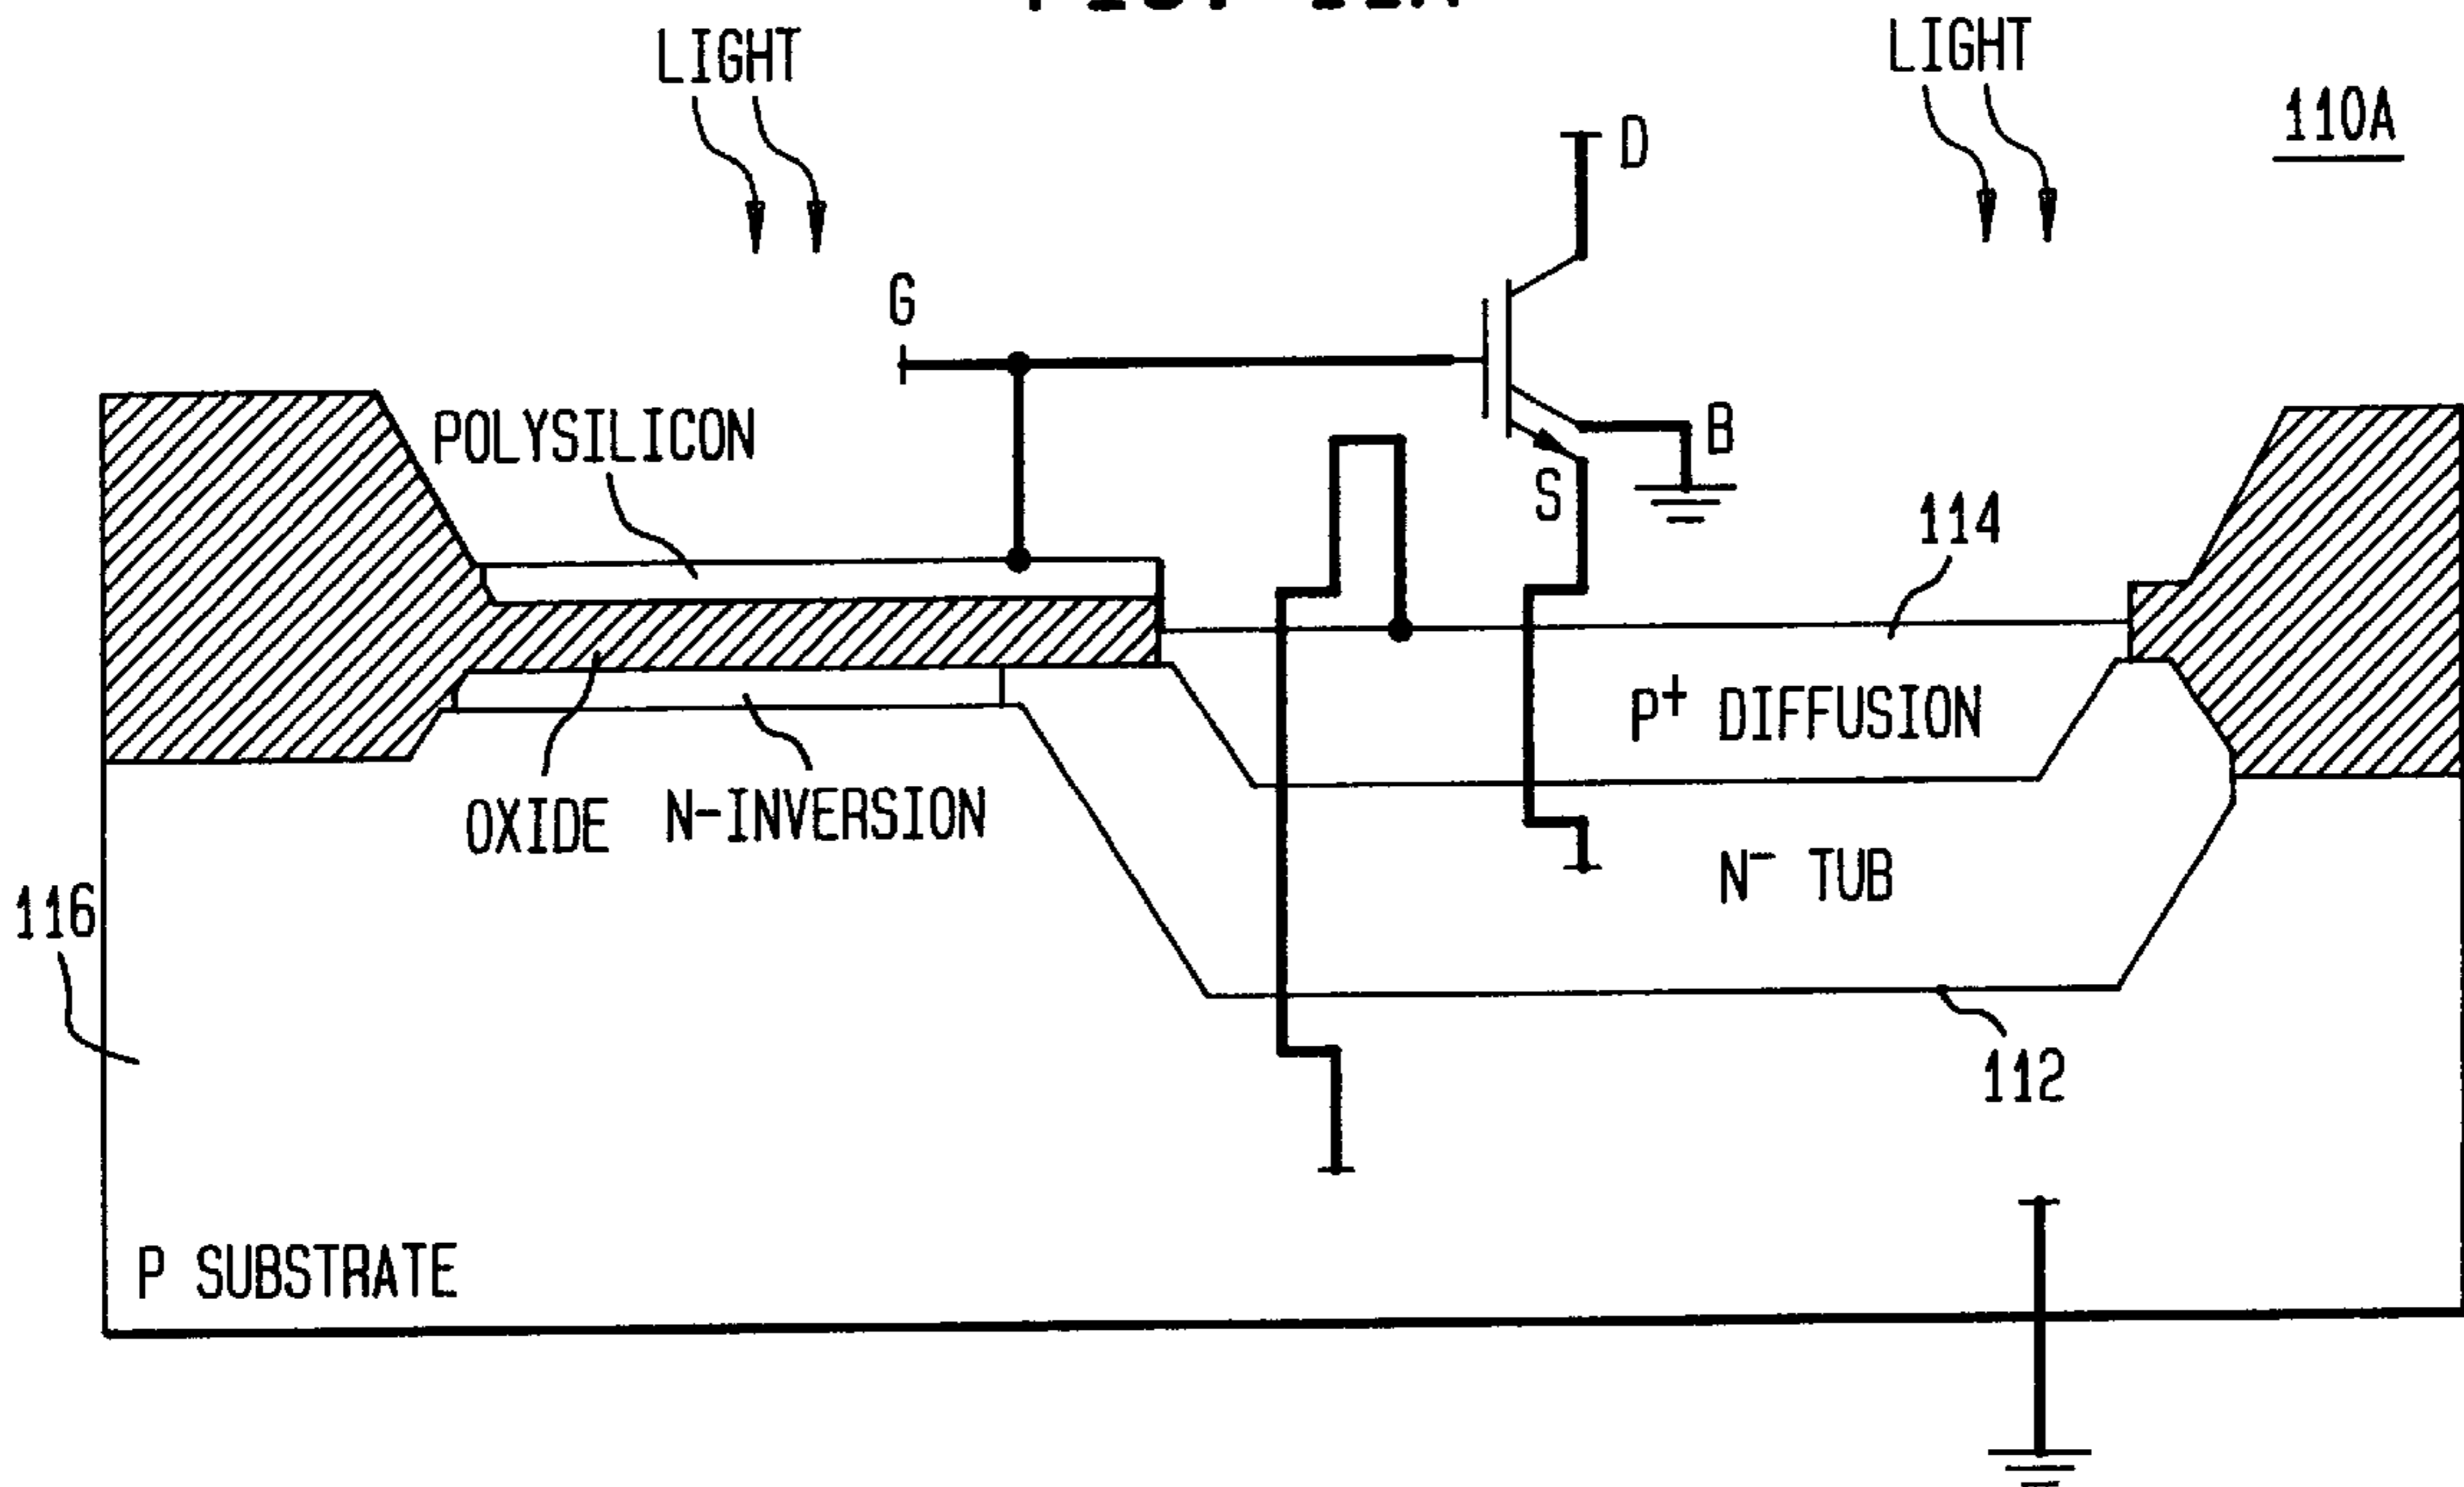 LIGHT
LIGHT
110A
D
G
POLYSILICON
B
S
114
P+ DIFFUSION
OXIDE
N-INVERSION
N- TUB
116
112
P SUBSTRATE